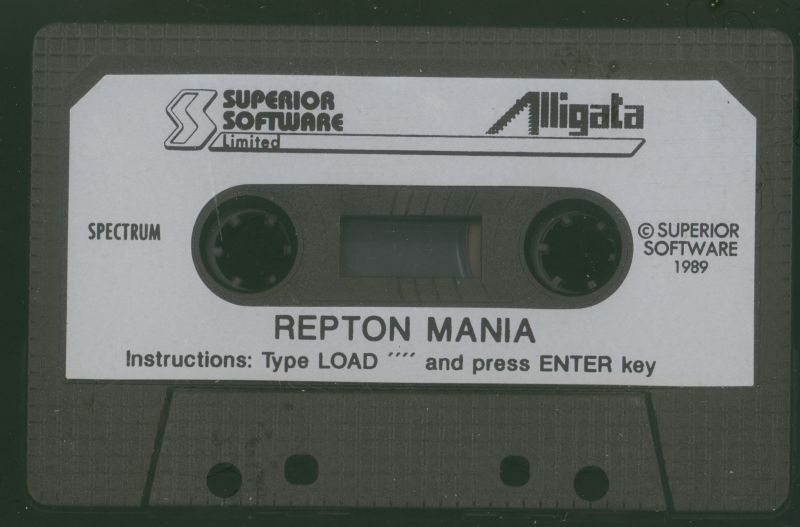 SUPERIOR
SOFTWARE
Limited
Alligata
SPECTRUM
© SUPERIOR
SOFTWARE
1989
REPTON MANIA
Instructions: Type LOAD """" and press ENTER key